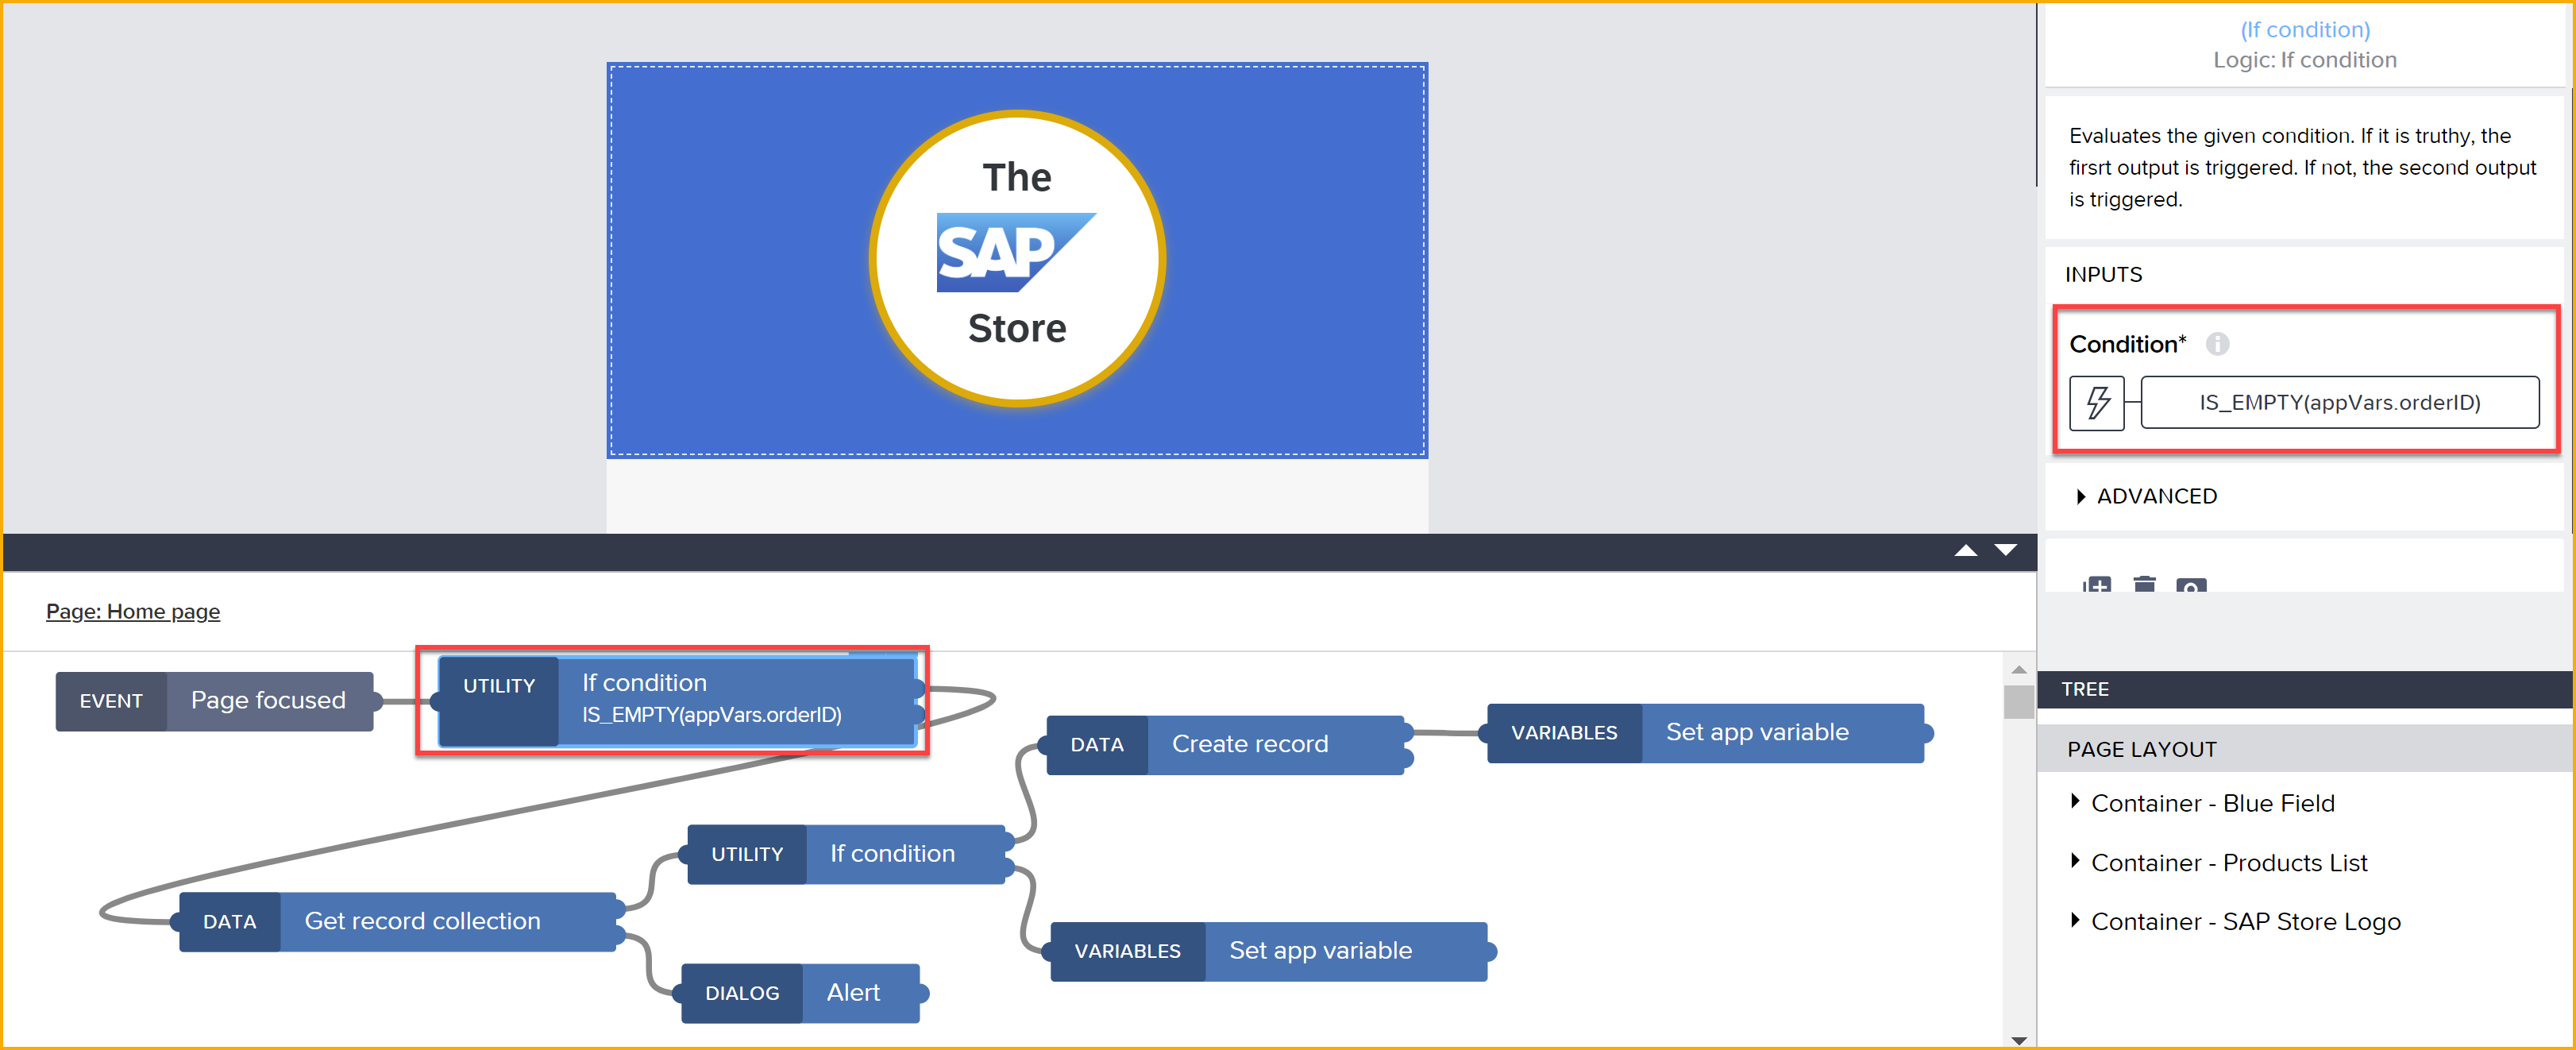 The
SAP
Store
(If condition)
Logic: If condition
Evaluates the given condition. If it is truthy, the
firsrt output is triggered. If not, the second output
is triggered.
INPUTS
Condition*
IS_EMPTY(appVars.orderID)
ADVANCED
Page: Home page
EVENT Page focused
UTILITY If condition
IS_EMPTY(appVars.orderID)
DATA Create record
VARIABLES Set app variable
UTILITY If condition
DATA Get record collection
VARIABLES Set app variable
DIALOG Alert
TREE
PAGE LAYOUT
Container - Blue Field
Container - Products List
Container - SAP Store Logo